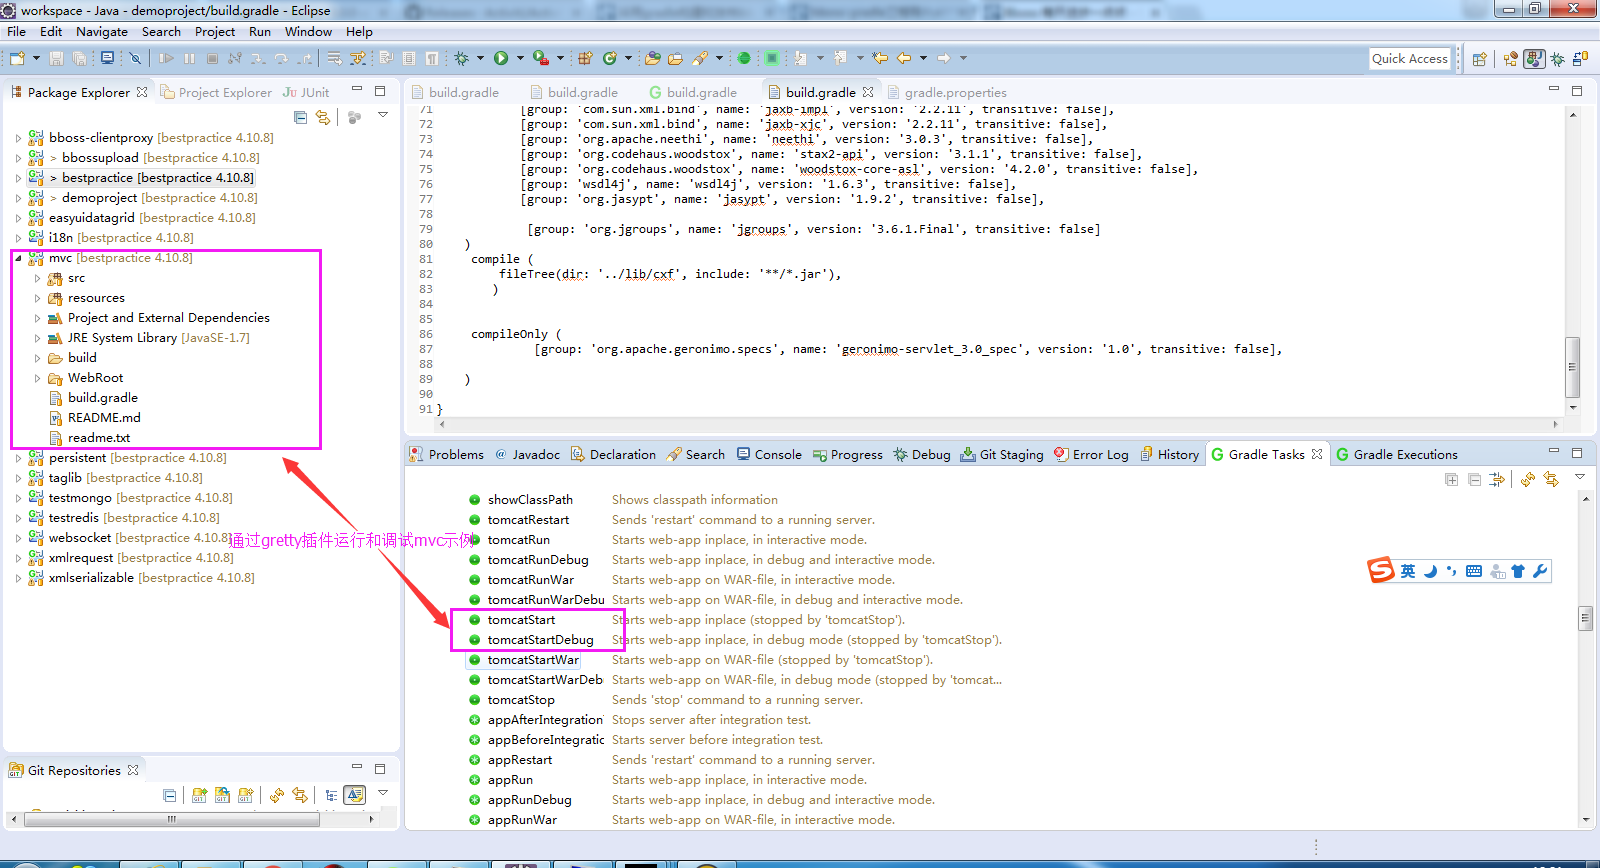 workspace - Java - demoproject/build.gradle - Eclipse
File Edit Navigate Search Project Run Window Help
Quick Access
Package Explorer Project Explorer JUnit
bboss-clientproxy [bestpractice 4.10.8]
> bbossupload [bestpractice 4.10.8]
> bestpractice [bestpractice 4.10.8]
> demoproject [bestpractice 4.10.8]
easyuidatagrid [bestpractice 4.10.8]
i18n [bestpractice 4.10.8]
mvc [bestpractice 4.10.8]
src
resources
Project and External Dependencies
JRE System Library [JavaSE-1.7]
build
WebRoot
build.gradle
README.md
readme.txt
persistent [bestpractice 4.10.8]
taglib [bestpractice 4.10.8]
testmongo [bestpractice 4.10.8]
testredis [bestpractice 4.10.8]
websocket [bestpractice 4.10.8]
xmlrequest [bestpractice 4.10.8]
xmlserializable [bestpractice 4.10.8]
通过gretty插件运行和调试mvc示例
Git Repositories
build.gradle build.gradle build.gradle build.gradle gradle.properties
71 [group: 'com.sun.xml.bind', name: 'jaxb-impl', version: '2.2.11', transitive: false],
72 [group: 'com.sun.xml.bind', name: 'jaxb-xjc', version: '2.2.11', transitive: false],
73 [group: 'org.apache.neethi', name: 'neethi', version: '3.0.3', transitive: false],
74 [group: 'org.codehaus.woodstox', name: 'stax2-api', version: '3.1.1', transitive: false],
75 [group: 'org.codehaus.woodstox', name: 'woodstox-core-asl', version: '4.2.0', transitive: false],
76 [group: 'wsdl4j', name: 'wsdl4j', version: '1.6.3', transitive: false],
77 [group: 'org.jasypt', name: 'jasypt', version: '1.9.2', transitive: false],
78
79 [group: 'org.jgroups', name: 'jgroups', version: '3.6.1.Final', transitive: false]
80 )
81 compile (
82 fileTree(dir: '../lib/cxf', include: '**/*.jar'),
83 )
84
85
86 compileOnly (
87 [group: 'org.apache.geronimo.specs', name: 'geronimo-servlet_3.0_spec', version: '1.0', transitive: false],
88
89 )
90
91 }
Problems @ Javadoc Declaration Search Console Progress Debug Git Staging Error Log History Gradle Tasks Gradle Executions
showClassPath Shows classpath information
tomcatRestart Sends 'restart' command to a running server.
tomcatRun Starts web-app inplace, in interactive mode.
tomcatRunDebug Starts web-app inplace, in debug and interactive mode.
tomcatRunWar Starts web-app on WAR-file, in interactive mode.
tomcatRunWarDebu Starts web-app on WAR-file, in debug and interactive mode.
tomcatStart Starts web-app inplace (stopped by 'tomcatStop').
tomcatStartDebug Starts web-app inplace, in debug mode (stopped by 'tomcatStop').
tomcatStartWar Starts web-app on WAR-file (stopped by 'tomcatStop').
tomcatStartWarDeb Starts web-app on WAR-file, in debug mode (stopped by 'tomcat...
tomcatStop Sends 'stop' command to a running server.
appAfterIntegration Stops server after integration test.
appBeforeIntegratic Starts server before integration test.
appRestart Sends 'restart' command to a running server.
appRun Starts web-app inplace, in interactive mode.
appRunDebug Starts web-app inplace, in debug and interactive mode.
appRunWar Starts web-app on WAR-file, in interactive mode.
英